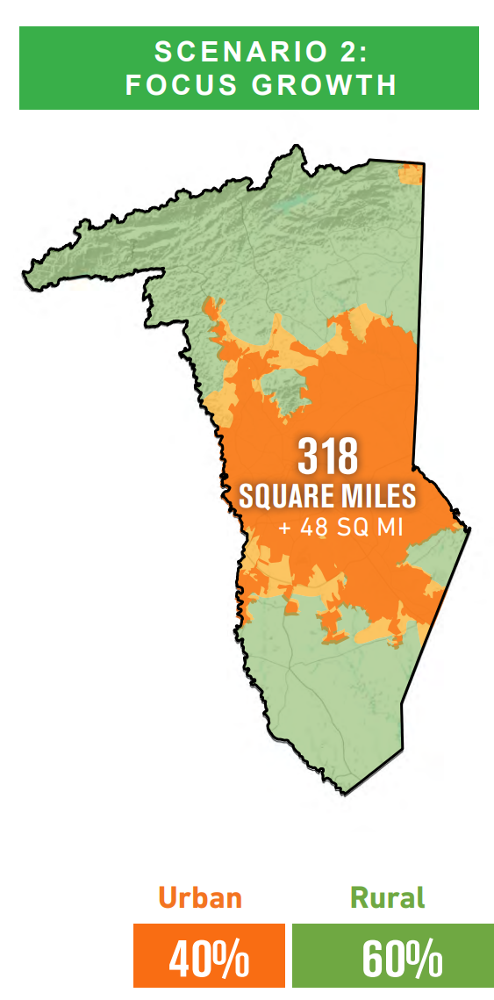 SCENARIO 2:
FOCUS GROWTH
318
SQUARE MILES
+ 48 SQ MI
Urban Rural
40% 60%